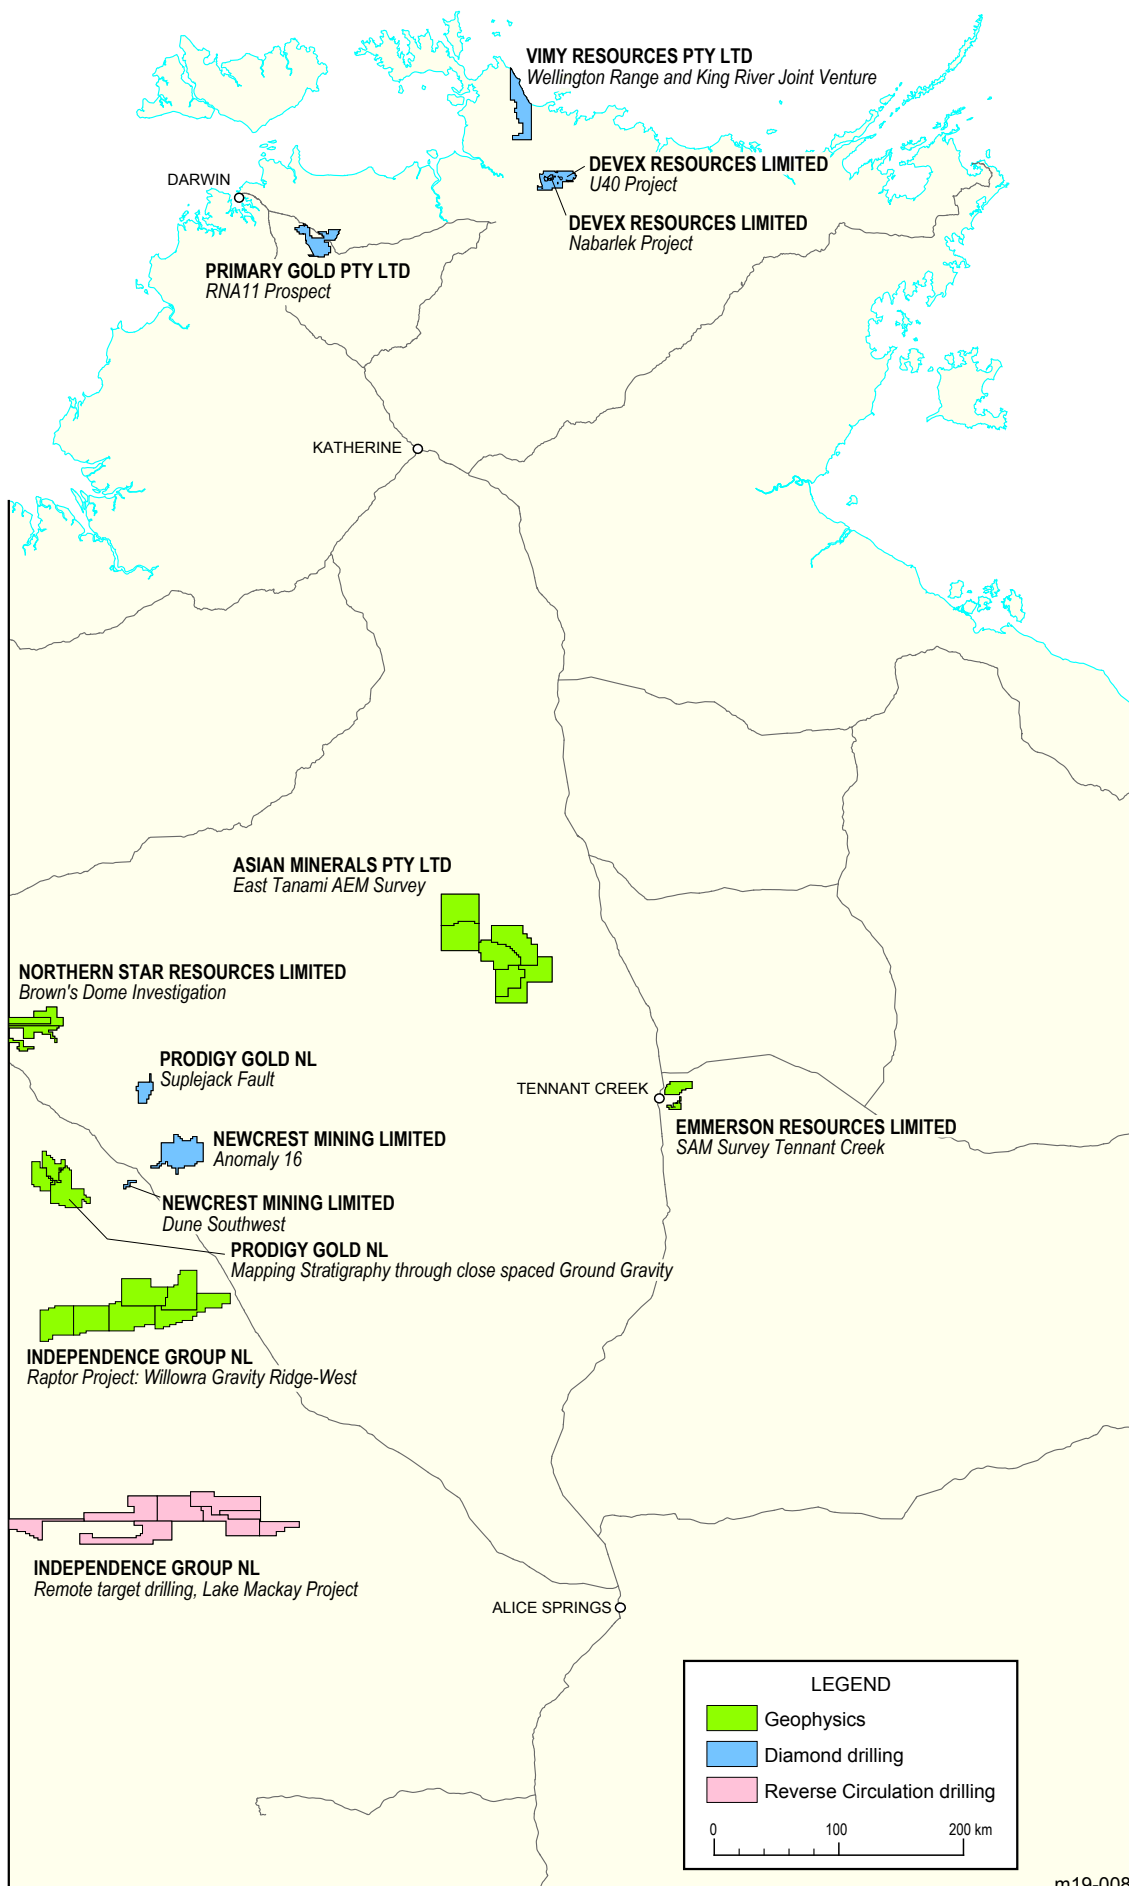 VIMY RESOURCES PTY LTD
Wellington Range and King River Joint Venture
DEVEX RESOURCES LIMITED
U40 Project
DARWIN
DEVEX RESOURCES LIMITED
Nabarlek Project
PRIMARY GOLD PTY LTD
RNA11 Prospect
KATHERINE
ASIAN MINERALS PTY LTD
East Tanami AEM Survey
NORTHERN STAR RESOURCES LIMITED
Brown's Dome Investigation
PRODIGY GOLD NL
Suplejack Fault
TENNANT CREEK
EMMERSON RESOURCES LIMITED
SAM Survey Tennant Creek
NEWCREST MINING LIMITED
Anomaly 16
NEWCREST MINING LIMITED
Dune Southwest
PRODIGY GOLD NL
Mapping Stratigraphy through close spaced Ground Gravity
INDEPENDENCE GROUP NL
Raptor Project: Willowra Gravity Ridge-West
INDEPENDENCE GROUP NL
Remote target drilling, Lake Mackay Project
ALICE SPRINGS
LEGEND
Geophysics
Diamond drilling
Reverse Circulation drilling
0 100 200 km
m19-008